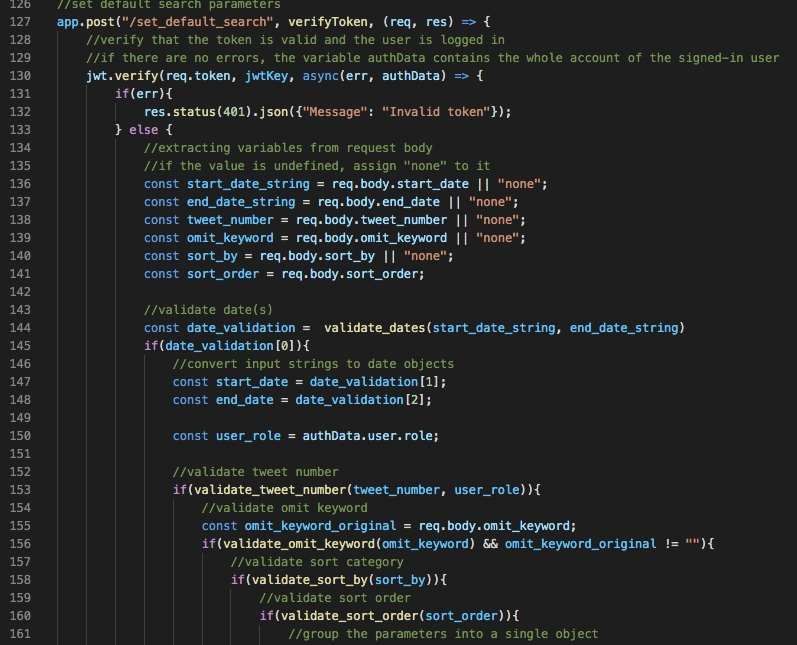 126 //set default search parameters
127 app.post("/set_default_search", verifyToken, (req, res) => {
128 //verify that the token is valid and the user is logged in
129 //if there are no errors, the variable authData contains the whole account of the signed-in user
130 jwt.verify(req.token, jwtKey, async(err, authData) => {
131 if(err){
132 res.status(401).json({"Message": "Invalid token"});
133 } else {
134 //extracting variables from request body
135 //if the value is undefined, assign "none" to it
136 const start_date_string = req.body.start_date || "none";
137 const end_date_string = req.body.end_date || "none";
138 const tweet_number = req.body.tweet_number || "none";
139 const omit_keyword = req.body.omit_keyword || "none";
140 const sort_by = req.body.sort_by || "none";
141 const sort_order = req.body.sort_order;
142
143 //validate date(s)
144 const date_validation =  validate_dates(start_date_string, end_date_string)
145 if(date_validation[0]){
146 //convert input strings to date objects
147 const start_date = date_validation[1];
148 const end_date = date_validation[2];
149
150 const user_role = authData.user.role;
151
152 //validate tweet number
153 if(validate_tweet_number(tweet_number, user_role)){
154 //validate omit keyword
155 const omit_keyword_original = req.body.omit_keyword;
156 if(validate_omit_keyword(omit_keyword) && omit_keyword_original != ""){
157 //validate sort category
158 if(validate_sort_by(sort_by)){
159 //validate sort order
160 if(validate_sort_order(sort_order)){
161 //group the parameters into a single object